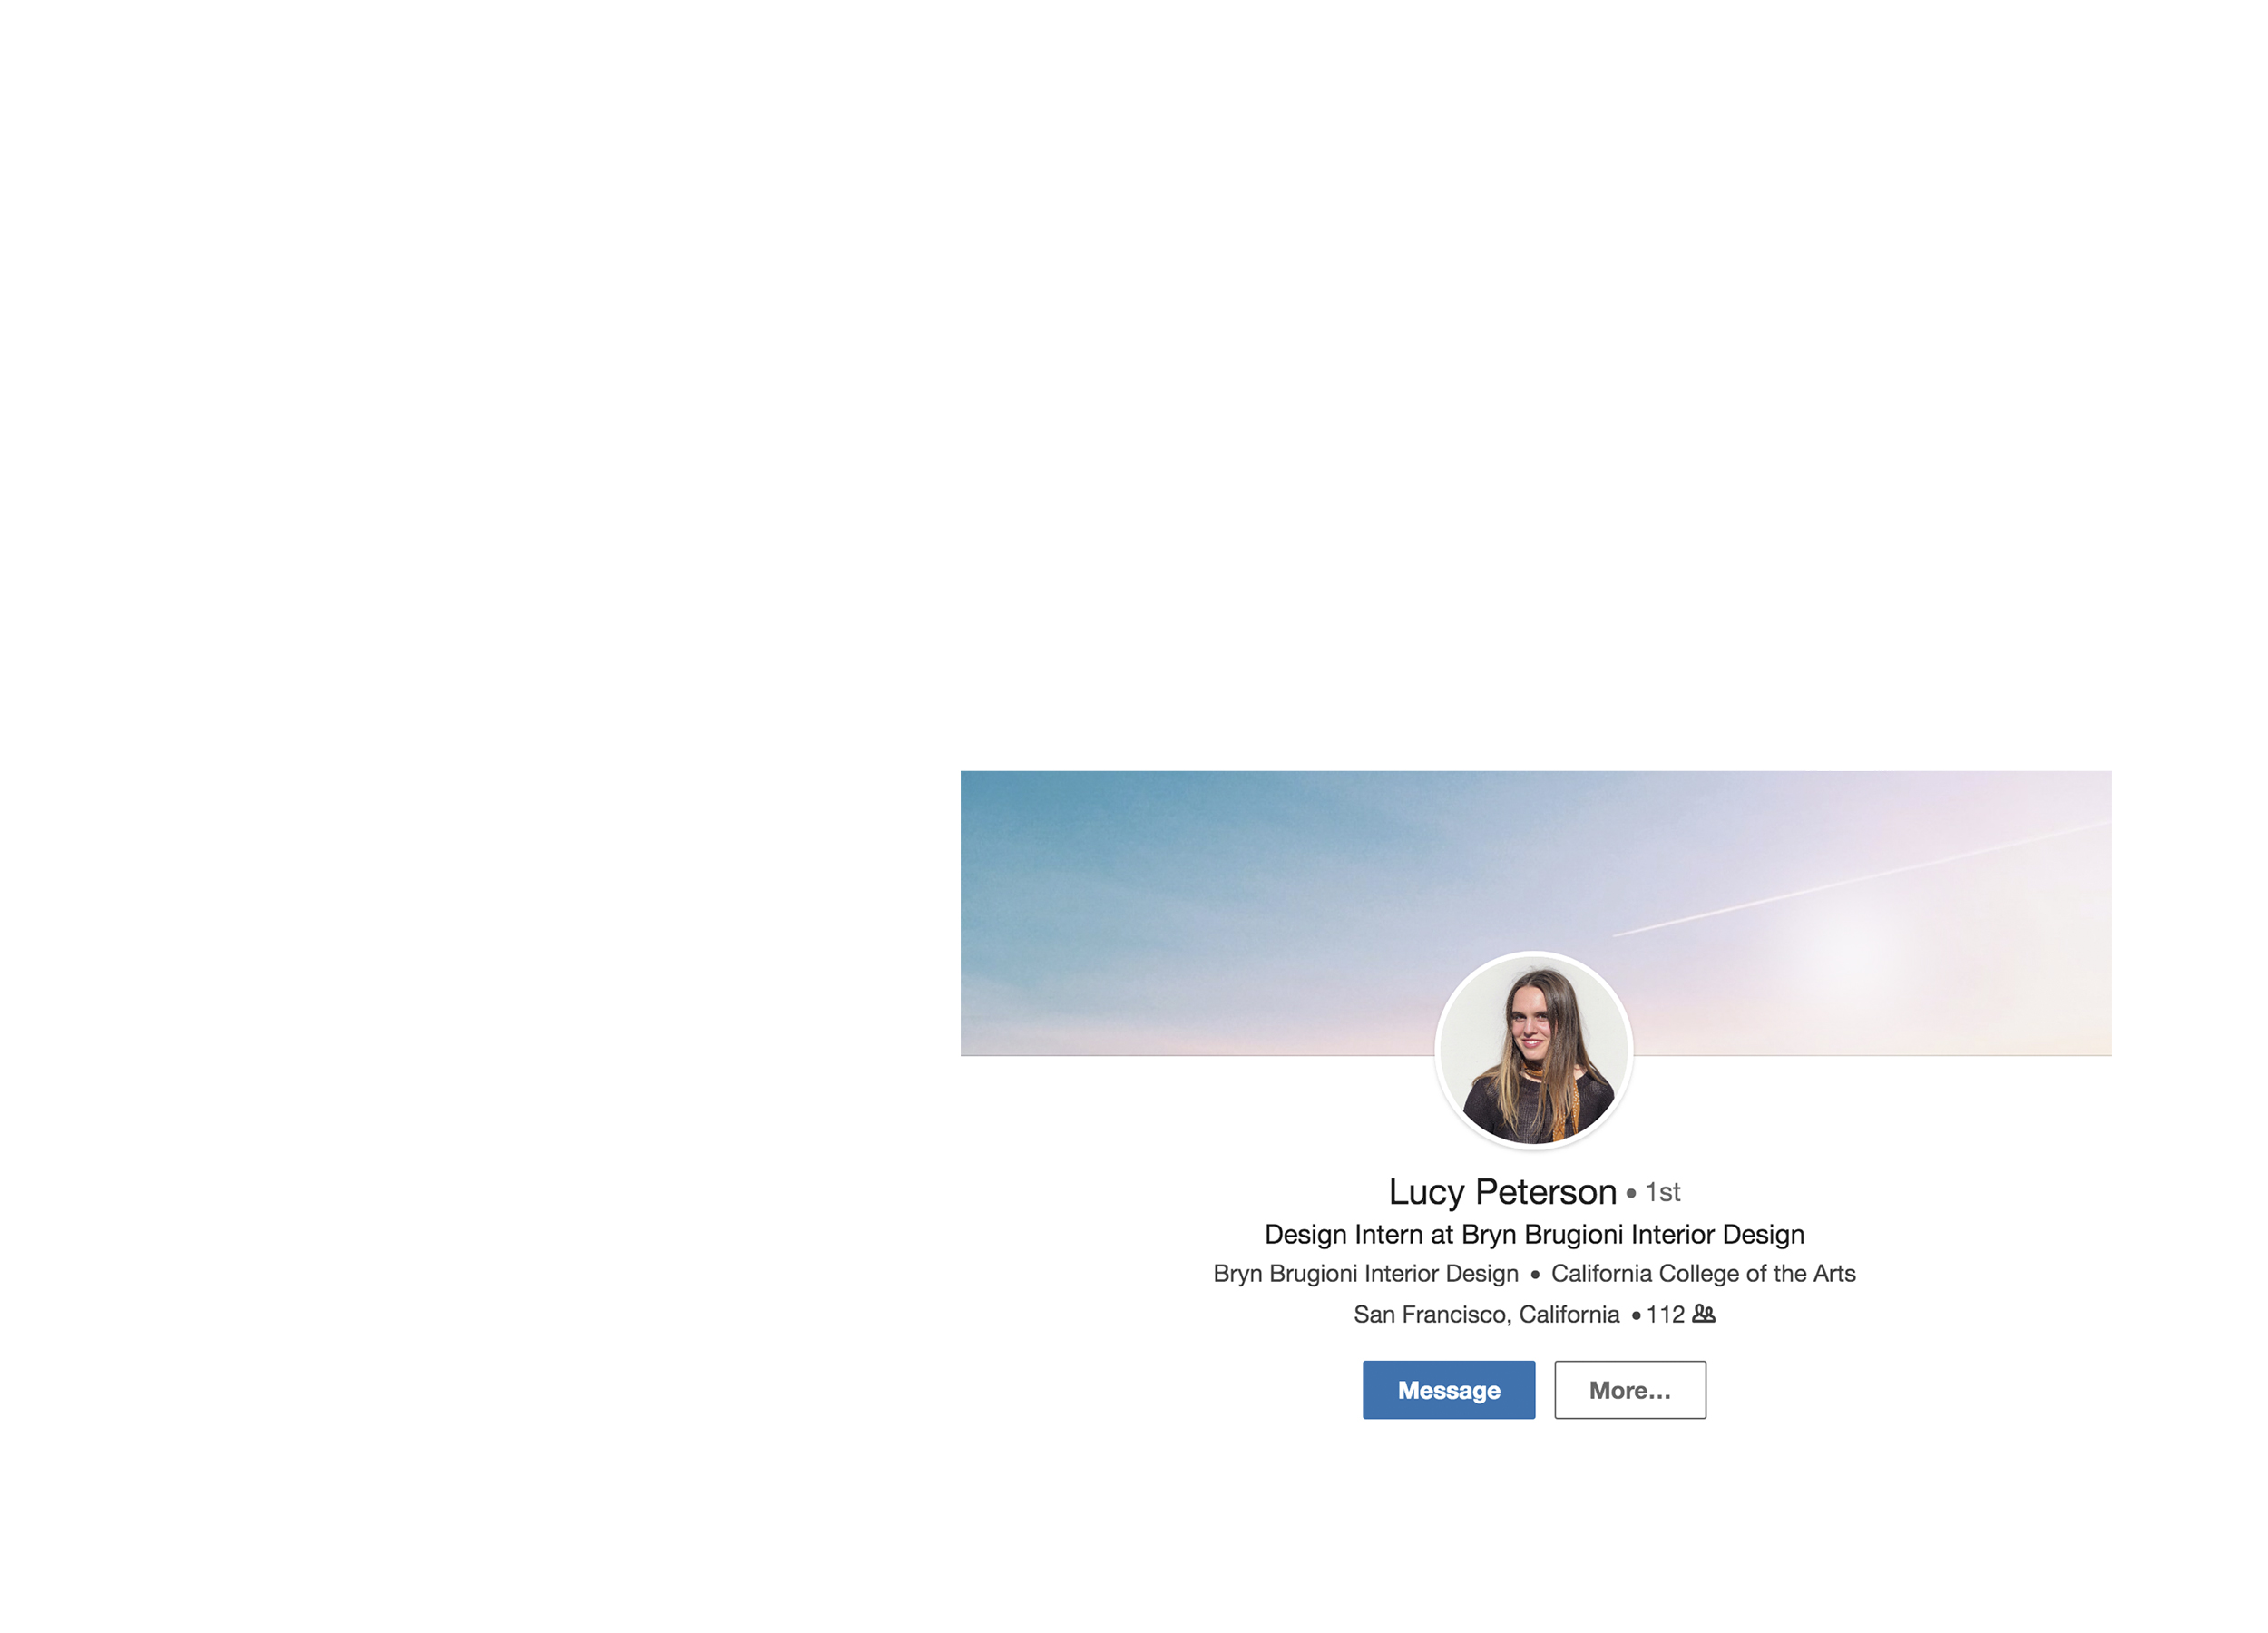 Lucy Peterson • 1st
Design Intern at Bryn Brugioni Interior Design
Bryn Brugioni Interior Design • California College of the Arts
San Francisco, California • 112
Message
More...